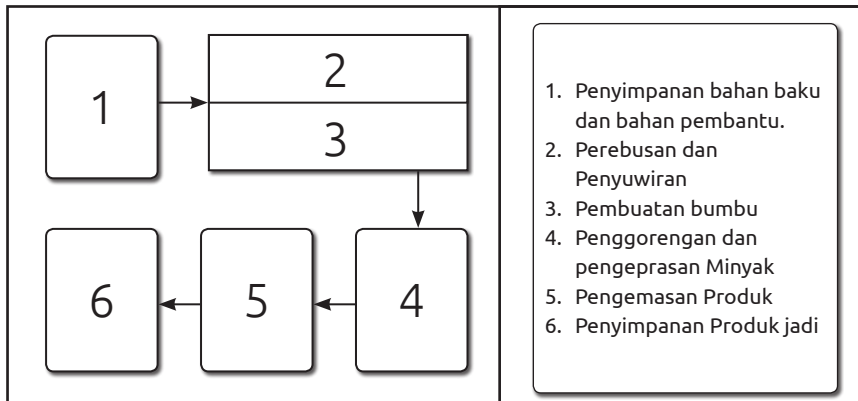 1
2
3
6
5
4
1. Penyimpanan bahan baku
dan bahan pembantu.
2. Perebusan dan
Penyuwiran
3. Pembuatan bumbu
4. Penggorengan dan
pengeprasan Minyak
5. Pengemasan Produk
6. Penyimpanan Produk jadi